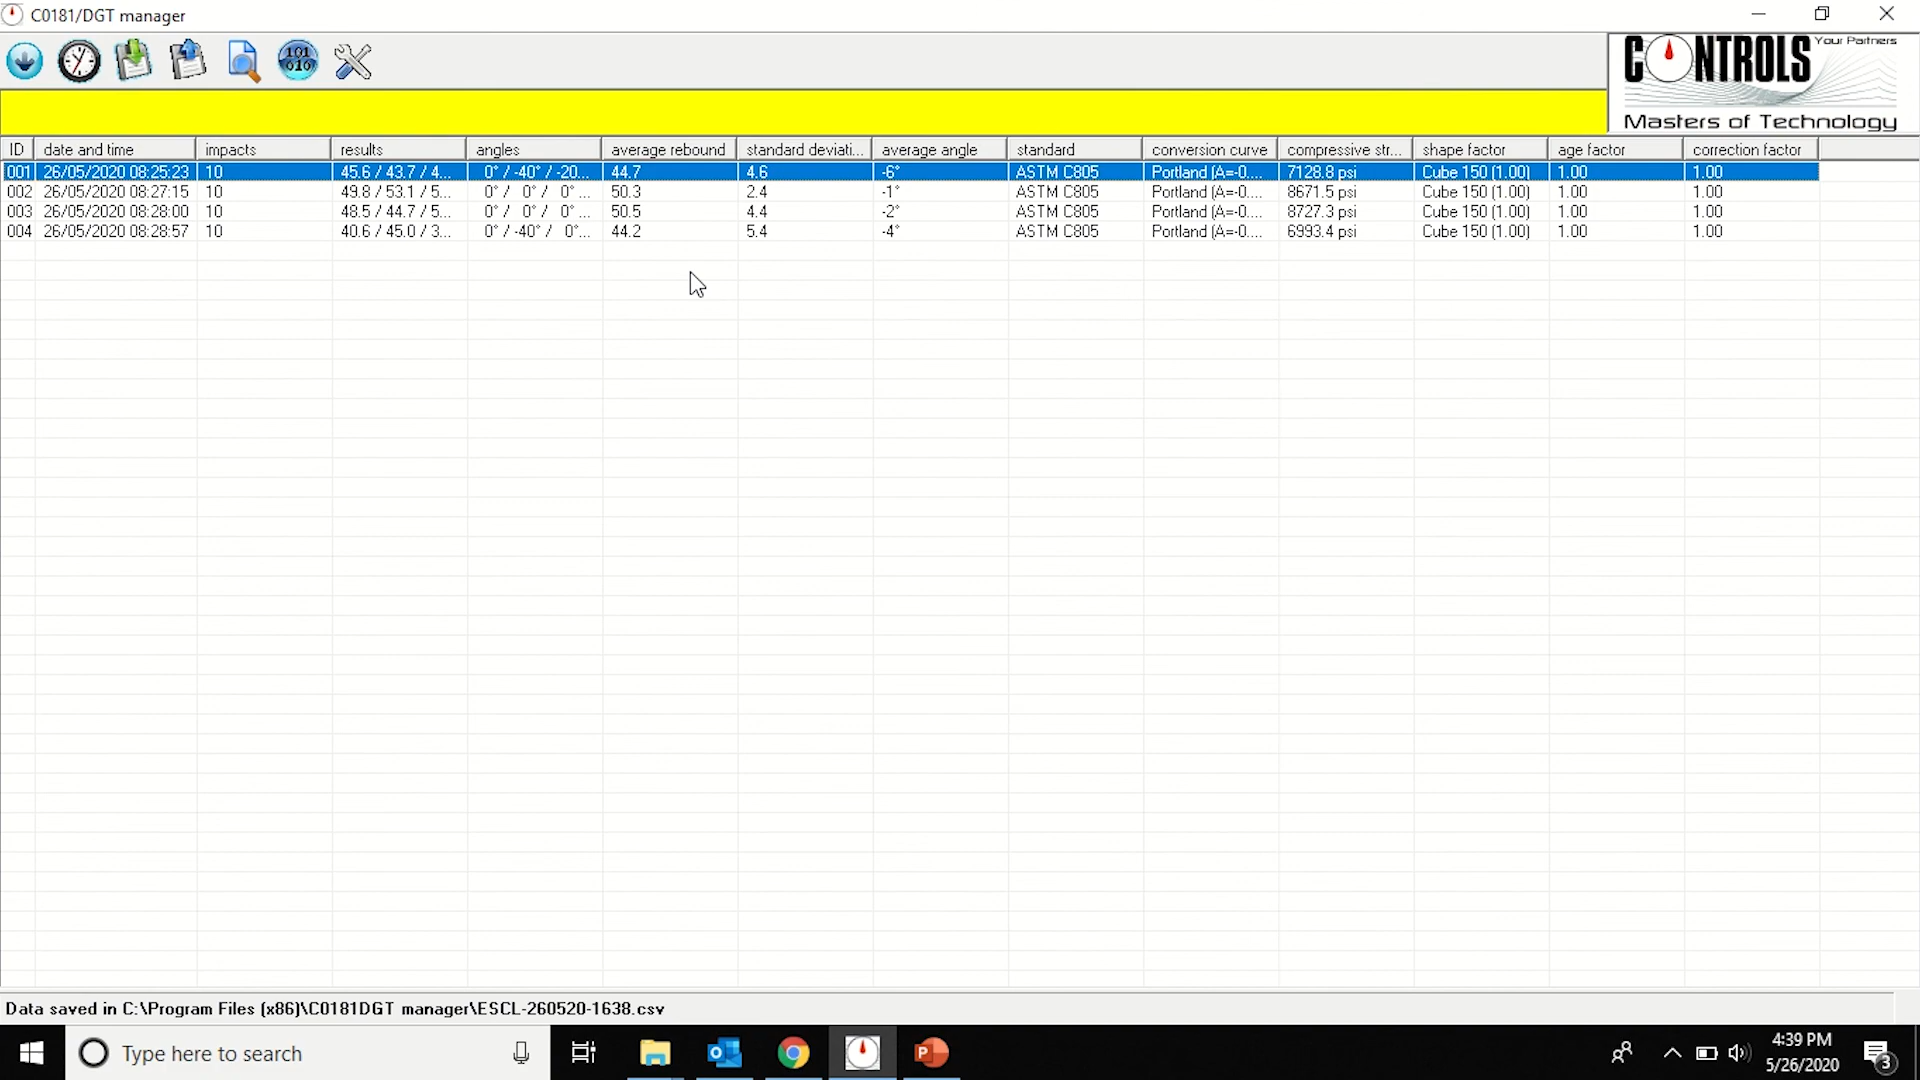 C0181/DGT manager
101
010
CONTROLS Your Partners
Masters of Technology
ID date and time impacts results angles average rebound standard deviati... average angle standard conversion curve compressive str... shape factor age factor correction factor
001 26/05/2020 08:25:23 10 45.6 / 43.7 / 4... 0° / -40° / -20... 44.7 4.6 -6° ASTM C805 Portland (A=-0.... 7128.8 psi Cube 150 (1.00) 1.00 1.00
002 26/05/2020 08:27:15 10 49.8 / 53.1 / 5... 0° / 0° / 0° ... 50.3 2.4 -1° ASTM C805 Portland (A=-0.... 8671.5 psi Cube 150 (1.00) 1.00 1.00
003 26/05/2020 08:28:00 10 48.5 / 44.7 / 5... 0° / 0° / 0° ... 50.5 4.4 -2° ASTM C805 Portland (A=-0.... 8727.3 psi Cube 150 (1.00) 1.00 1.00
004 26/05/2020 08:28:57 10 40.6 / 45.0 / 3... 0° / -40° / 0°... 44.2 5.4 -4° ASTM C805 Portland (A=-0.... 6993.4 psi Cube 150 (1.00) 1.00 1.00
Data saved in C:\Program Files (x86)\C0181DGT manager\ESCL-260520-1638.csv
Type here to search
4:39 PM
5/26/2020
3